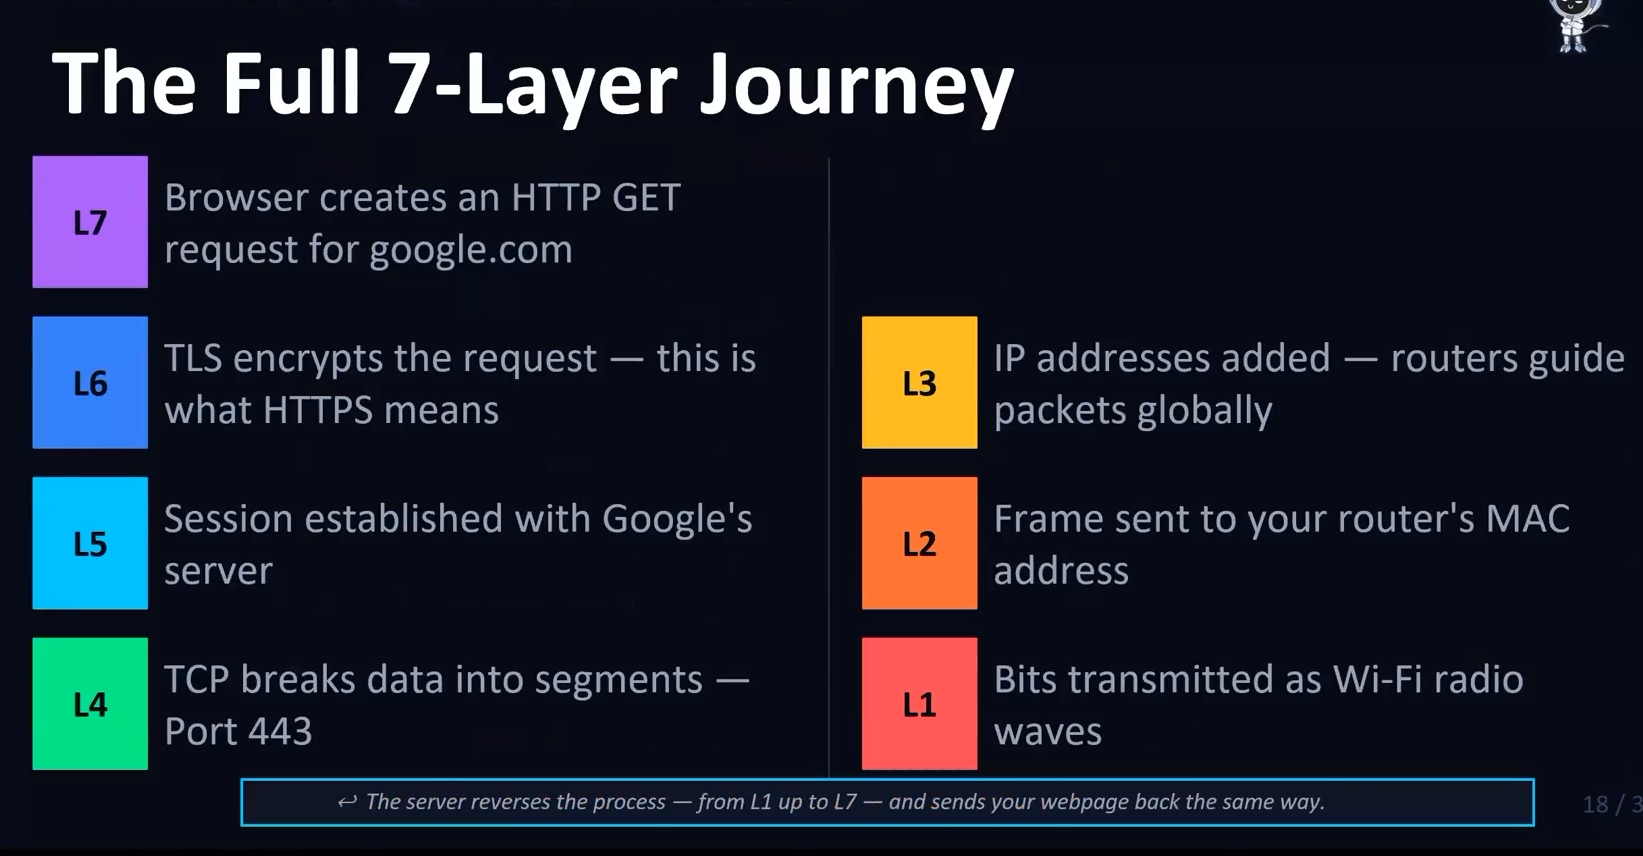 The Full 7-Layer Journey
L7
Browser creates an HTTP GET
request for google.com
L6
TLS encrypts the request — this is
what HTTPS means
L5
Session established with Google's
server
L4
TCP breaks data into segments —
Port 443
L3
IP addresses added — routers guide
packets globally
L2
Frame sent to your router's MAC
address
L1
Bits transmitted as Wi-Fi radio
waves
↩ The server reverses the process — from L1 up to L7 — and sends your webpage back the same way.
18 / 3